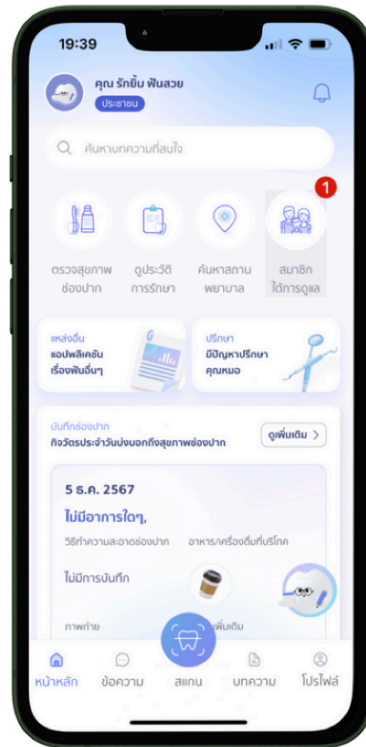 19:39
คุณ รักยิ้ม ฟันสวย
ประชาชน
ค้นหาบทความที่สนใจ
1
ตรวจสุขภาพ
ช่องปาก
ดูประวัติ
การรักษา
ค้นหาสถาน
พยาบาล
สมาชิก
ใต้การดูแล
แหล่งอื่น
แอปพลิเคชัน
เรื่องฟันอื่นๆ
ปรึกษา
มีปัญหาปรึกษา
คุณหมอ
บันทึกช่องปาก
กิจวัตรประจำวันบ่งบอกถึงสุขภาพช่องปาก
ดูเพิ่มเติม >
5 ธ.ค. 2567
ไม่มีอาการใดๆ,
วิธีทำความสะอาดช่องปาก
อาหาร/เครื่องดื่มที่บริโภค
ไม่มีการบันทึก
ภาพถ่าย
เพิ่มเติม
หน้าหลัก
ข้อความ
สแกน
บทความ
โปรไฟล์